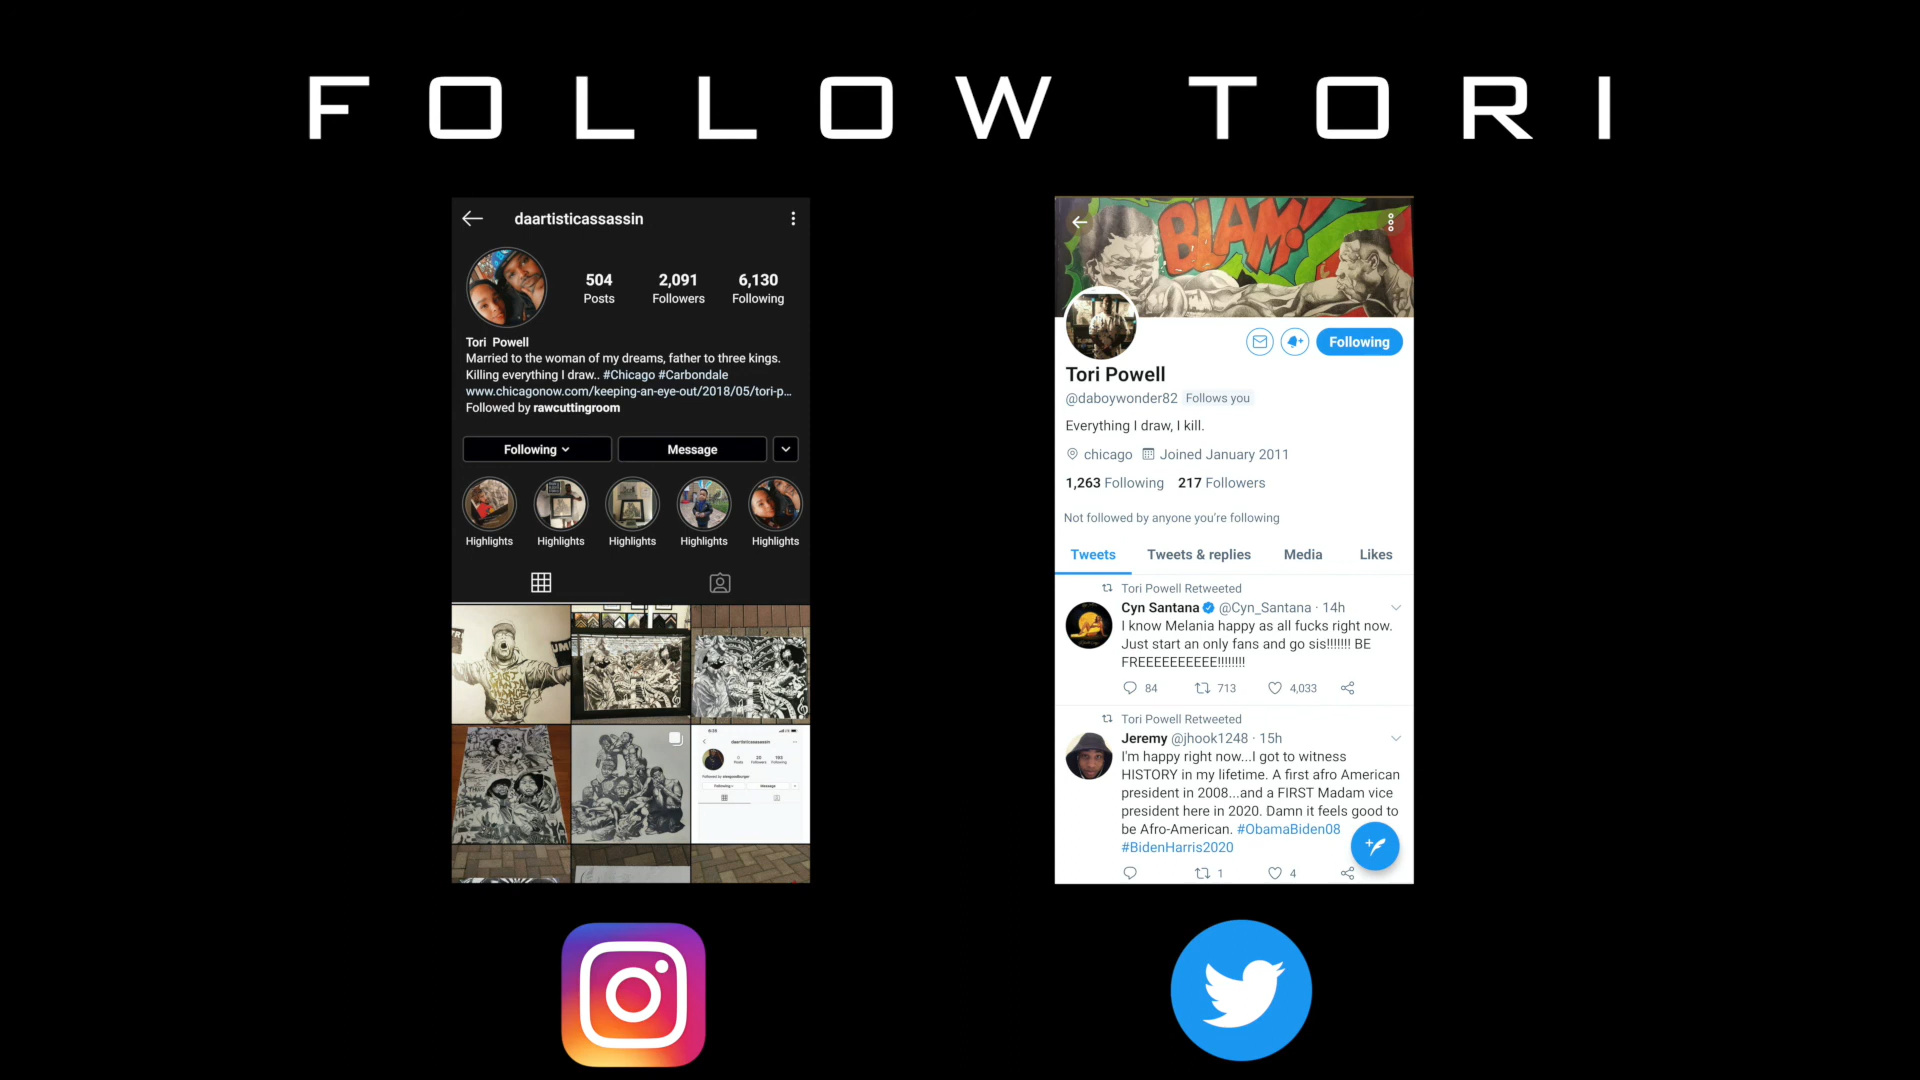 FOLLOW TORI
daartisticassassin
504
2,091
6,130
Posts
Followers
Following
Tori Powell
Married to the woman of my dreams, father to three kings.
Killing everything I draw.. #Chicago #Carbondale
www.chicagonow.com/keeping-an-eye-out/2018/05/tori-p...
Followed by rawcuttingroom
Following
Message
Highlights
Highlights
Highlights
Highlights
Highlights
daartisticassassin
BLAM!
Following
Tori Powell
@daboywonder82 Follows you
Everything I draw, I kill.
chicago Joined January 2011
1,263 Following 217 Followers
Not followed by anyone you're following
Tweets
Tweets & replies
Media
Likes
Tori Powell Retweeted
Cyn Santana @Cyn_Santana · 14h
I know Melania happy as all fucks right now.
Just start an only fans and go sis!!!!!!! BE
FREEEEEEEEEE!!!!!!!!
84
713
4,033
Tori Powell Retweeted
Jeremy @jhook1248 · 15h
I'm happy right now...I got to witness
HISTORY in my lifetime. A first afro American
president in 2008...and a FIRST Madam vice
president here in 2020. Damn it feels good to
be Afro-American. #ObamaBiden08
#BidenHarris2020
1
4